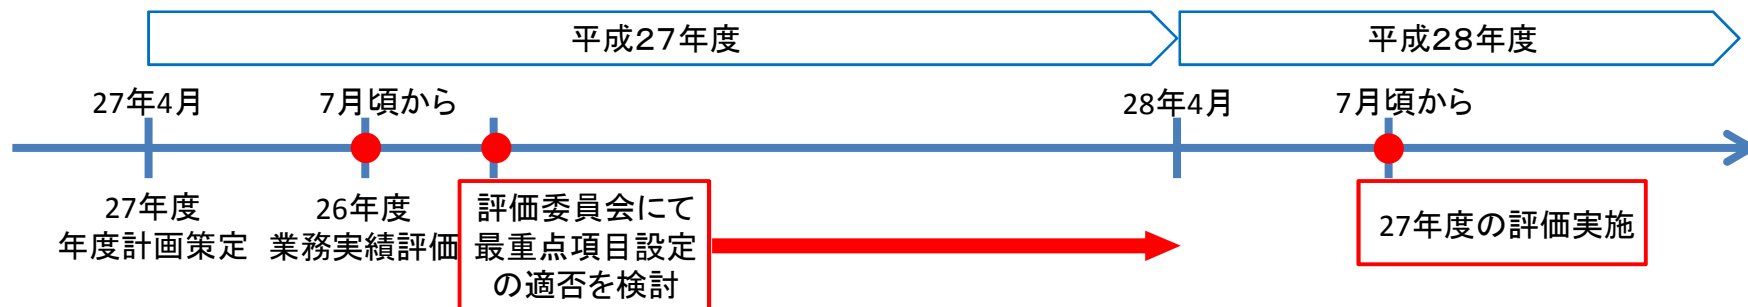 平成27年度
平成28年度
27年4月
7月頃から
28年4月
7月頃から
27年度
年度計画策定
26年度
業務実績評価
評価委員会にて
最重点項目設定
の適否を検討
27年度の評価実施